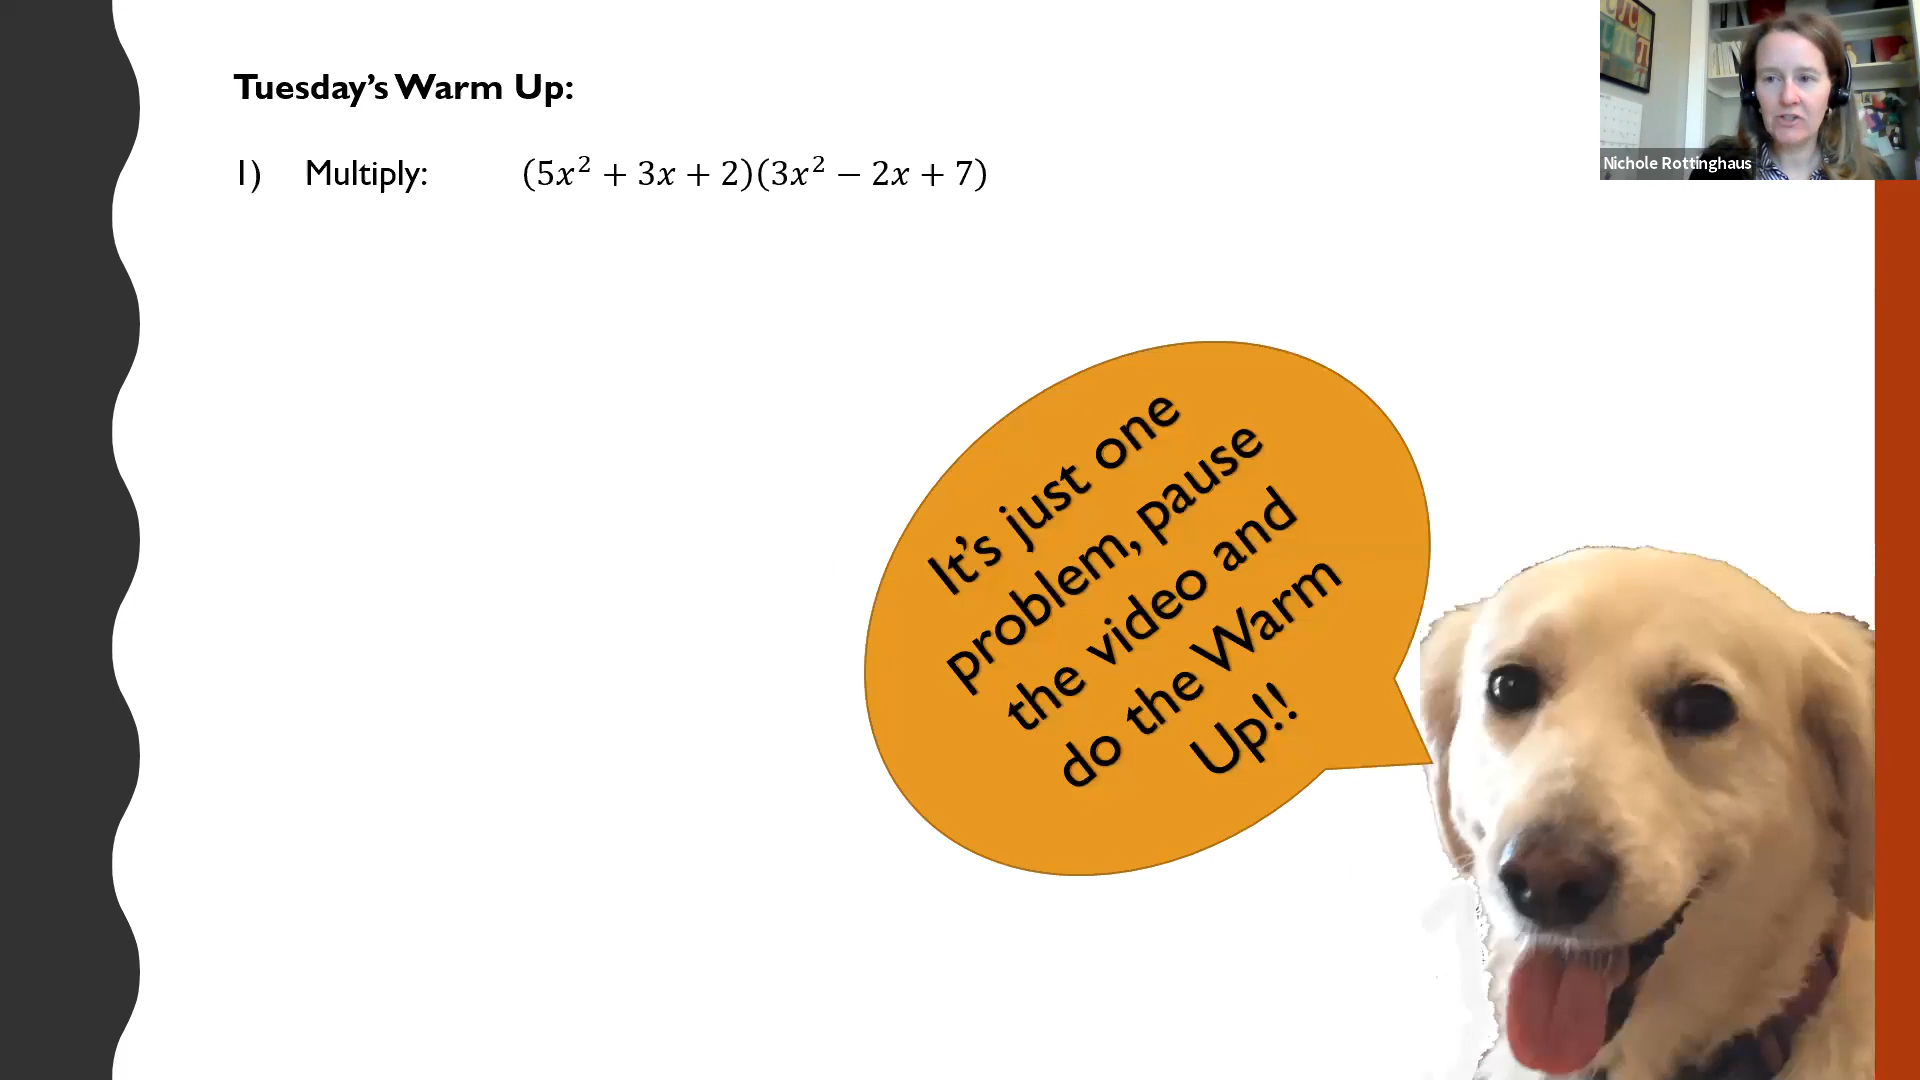 Tuesday's Warm Up:
1) Multiply: (5x² + 3x + 2)(3x² − 2x + 7)
Nichole Rottinghaus
It's just one
problem, pause
the video and
do the Warm
Up!!